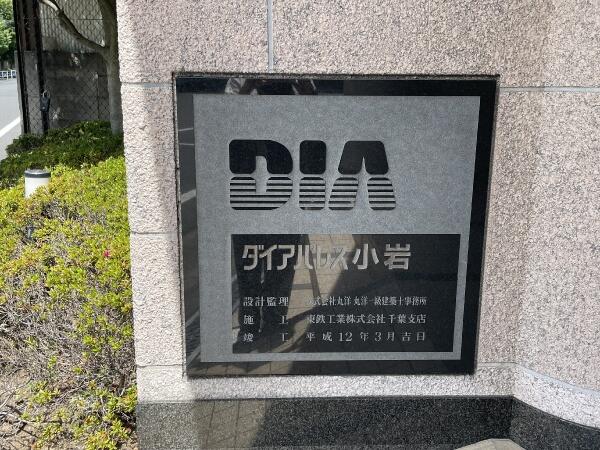 DIA
ダイアパレス小岩
設計監理 株式会社丸洋 丸洋一級建築士事務所
施工 東鉄工業株式会社千葉支店
竣工 平成12年3月吉日